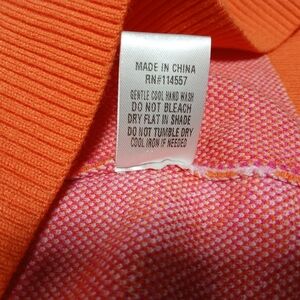 MADE IN CHINA
RN#114557
GENTLE COOL HAND WASH
DO NOT BLEACH
DRY FLAT IN SHADE
DO NOT TUMBLE DRY
COOL IRON IF NEEDED